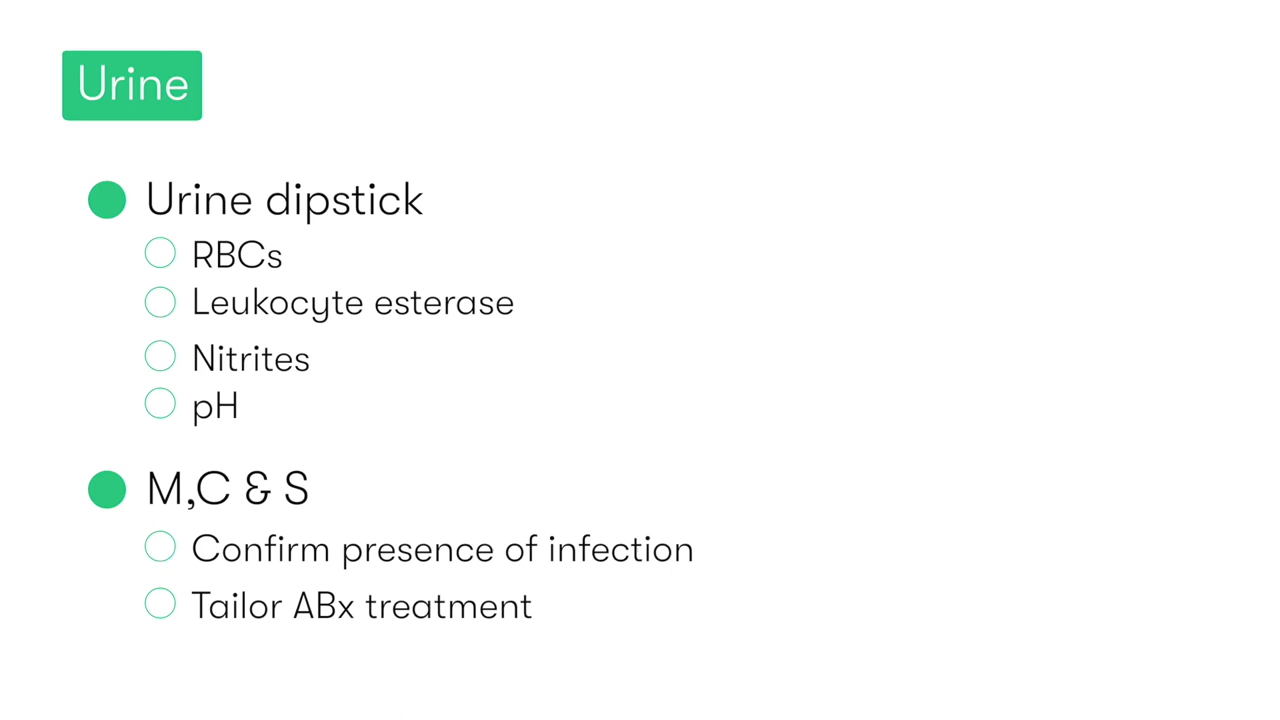 Urine
Urine dipstick
RBCs
Leukocyte esterase
Nitrites
pH
M,C & S
Confirm presence of infection
Tailor ABx treatment